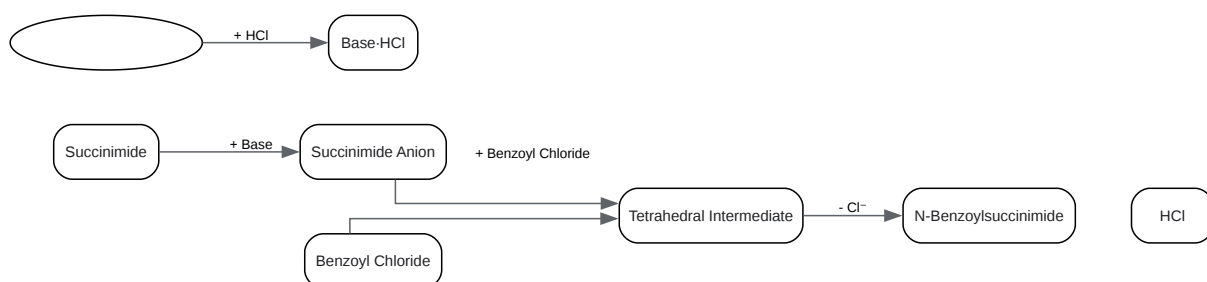 + HCl
Base·HCl
Succinimide
+ Base
Succinimide Anion
+ Benzoyl Chloride
Tetrahedral Intermediate
- Cl⁻
N-Benzoylsuccinimide
HCl
Benzoyl Chloride